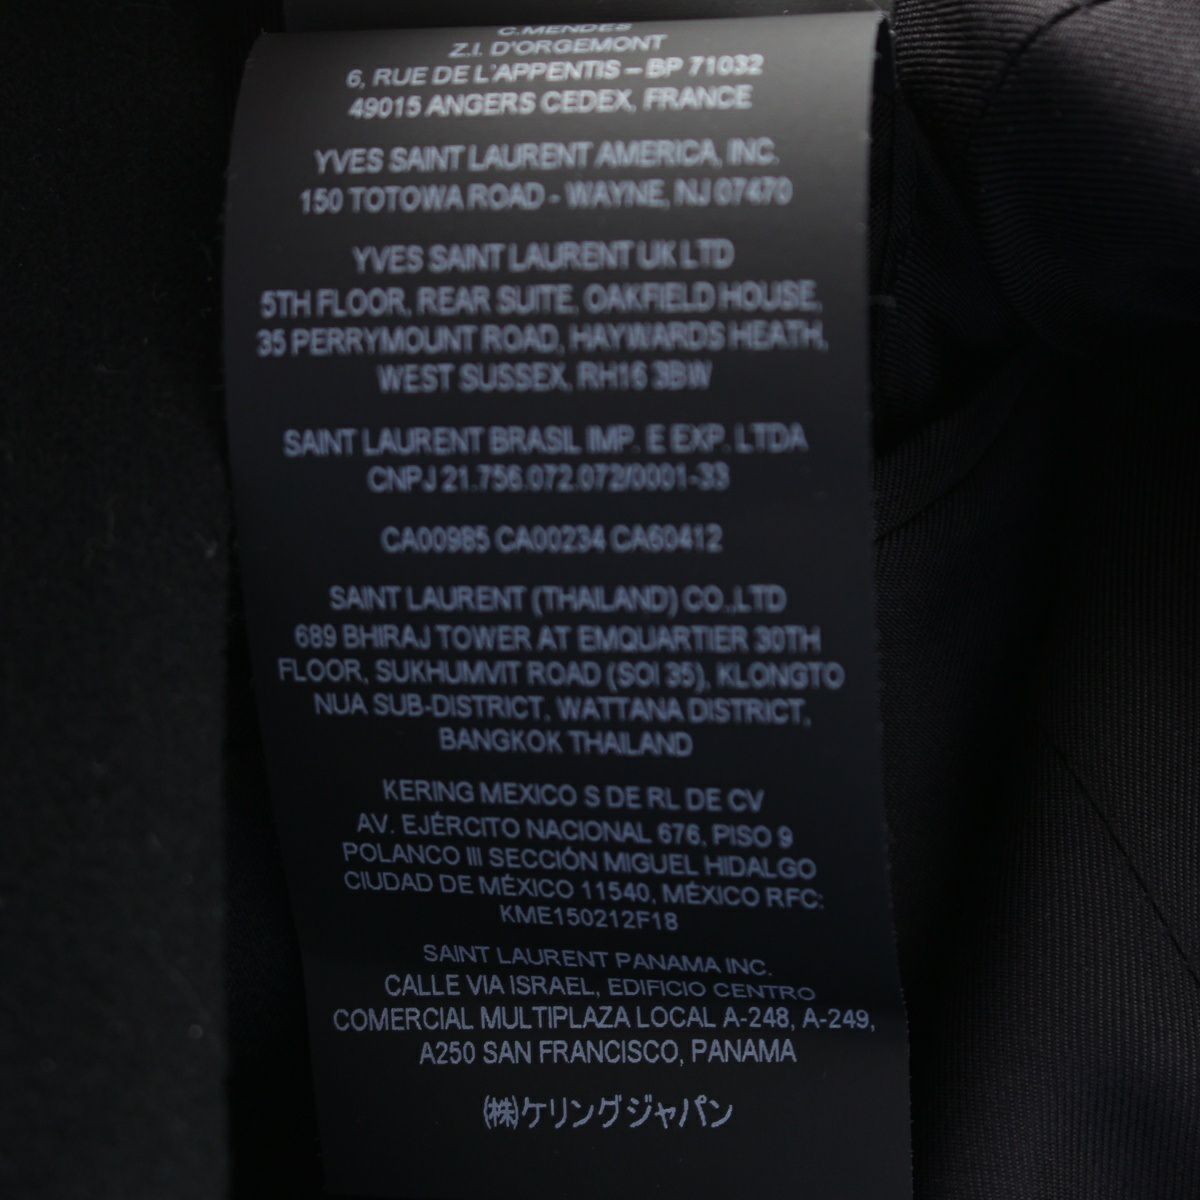 C.MENDES
Z.I. D'ORGEMONT
6, RUE DE L'APPENTIS – BP 71032
49015 ANGERS CEDEX, FRANCE
YVES SAINT LAURENT AMERICA, INC.
150 TOTOWA ROAD - WAYNE, NJ 07470
YVES SAINT LAURENT UK LTD
5TH FLOOR, REAR SUITE, OAKFIELD HOUSE,
35 PERRYMOUNT ROAD, HAYWARDS HEATH,
WEST SUSSEX, RH16 3BW
SAINT LAURENT BRASIL IMP. E EXP. LTDA
CNPJ 21.756.072.072/0001-33
CA00985 CA00234 CA60412
SAINT LAURENT (THAILAND) CO.,LTD
689 BHIRAJ TOWER AT EMQUARTIER 30TH
FLOOR, SUKHUMVIT ROAD (SOI 35), KLONGTO
NUA SUB-DISTRICT, WATTANA DISTRICT,
BANGKOK THAILAND
KERING MEXICO S DE RL DE CV
AV. EJÉRCITO NACIONAL 676, PISO 9
POLANCO III SECCIÓN MIGUEL HIDALGO
CIUDAD DE MÉXICO 11540, MÉXICO RFC:
KME150212F18
SAINT LAURENT PANAMA INC.
CALLE VIA ISRAEL, EDIFICIO CENTRO
COMERCIAL MULTIPLAZA LOCAL A-248, A-249,
A250 SAN FRANCISCO, PANAMA
㈱ケリングジャパン